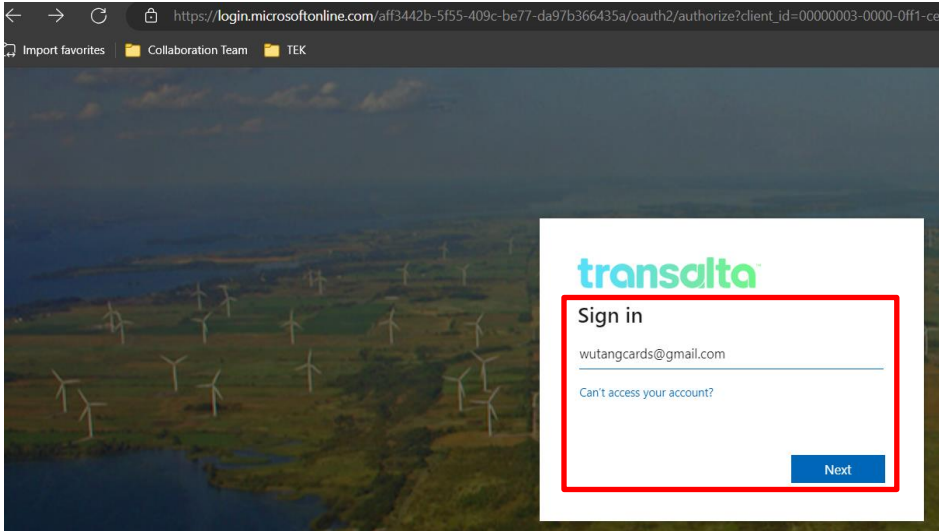 https://login.microsoftonline.com/aff3442b-5f55-409c-be77-da97b366435a/oauth2/authorize?client_id=00000003-0000-0ff1-ce
Import favorites Collaboration Team TEK
transalta
Sign in
wutangcards@gmail.com
Can't access your account?
Next